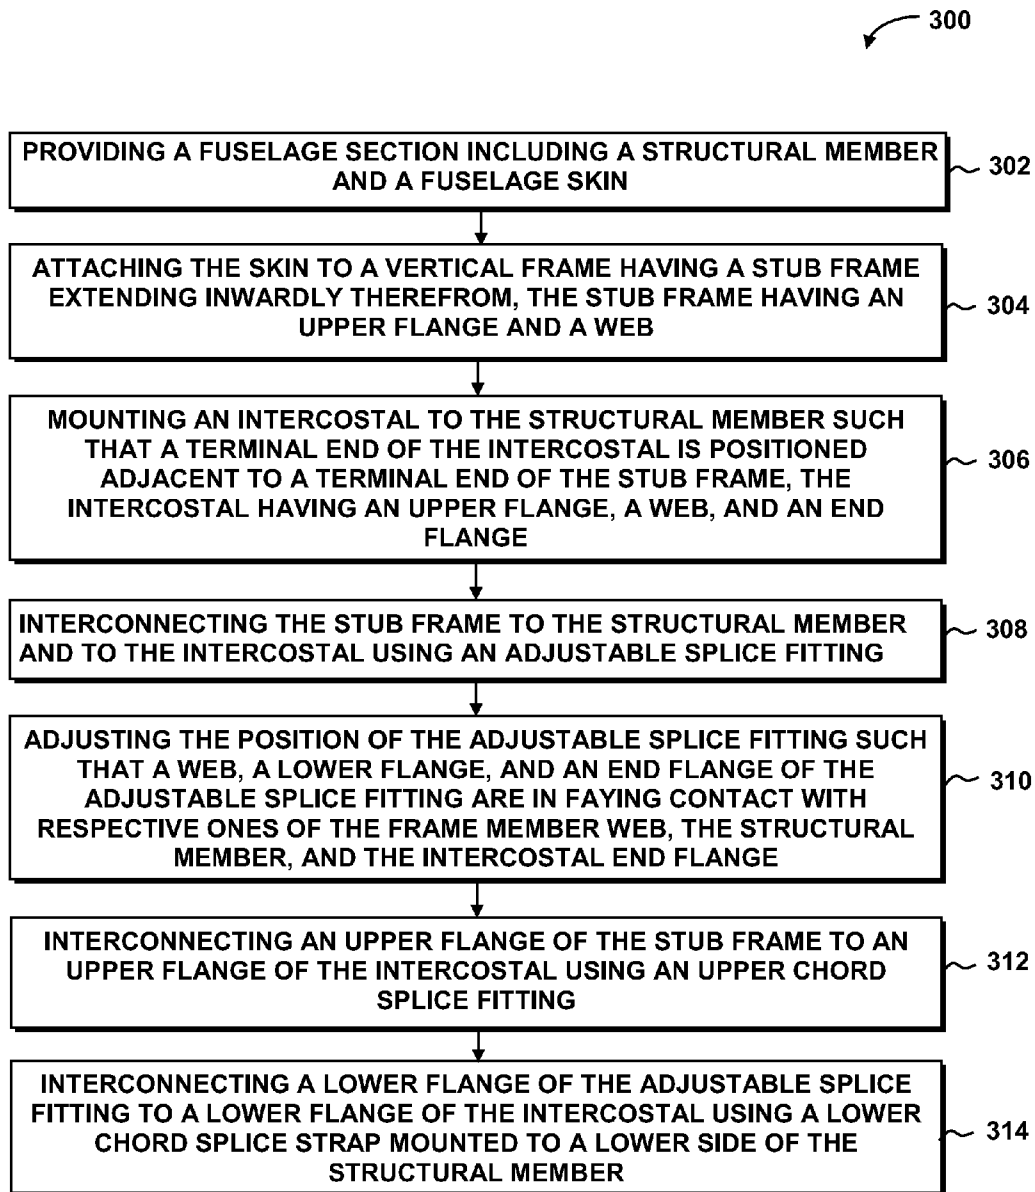 300
PROVIDING A FUSELAGE SECTION INCLUDING A STRUCTURAL MEMBER
AND A FUSELAGE SKIN
302
ATTACHING THE SKIN TO A VERTICAL FRAME HAVING A STUB FRAME
EXTENDING INWARDLY THEREFROM, THE STUB FRAME HAVING AN
UPPER FLANGE AND A WEB
304
MOUNTING AN INTERCOSTAL TO THE STRUCTURAL MEMBER SUCH
THAT A TERMINAL END OF THE INTERCOSTAL IS POSITIONED
ADJACENT TO A TERMINAL END OF THE STUB FRAME, THE
INTERCOSTAL HAVING AN UPPER FLANGE, A WEB, AND AN END
FLANGE
306
INTERCONNECTING THE STUB FRAME TO THE STRUCTURAL MEMBER
AND TO THE INTERCOSTAL USING AN ADJUSTABLE SPLICE FITTING
308
ADJUSTING THE POSITION OF THE ADJUSTABLE SPLICE FITTING SUCH
THAT A WEB, A LOWER FLANGE, AND AN END FLANGE OF THE
ADJUSTABLE SPLICE FITTING ARE IN FAYING CONTACT WITH
RESPECTIVE ONES OF THE FRAME MEMBER WEB, THE STRUCTURAL
MEMBER, AND THE INTERCOSTAL END FLANGE
310
INTERCONNECTING AN UPPER FLANGE OF THE STUB FRAME TO AN
UPPER FLANGE OF THE INTERCOSTAL USING AN UPPER CHORD
SPLICE FITTING
312
INTERCONNECTING A LOWER FLANGE OF THE ADJUSTABLE SPLICE
FITTING TO A LOWER FLANGE OF THE INTERCOSTAL USING A LOWER
CHORD SPLICE STRAP MOUNTED TO A LOWER SIDE OF THE
STRUCTURAL MEMBER
314